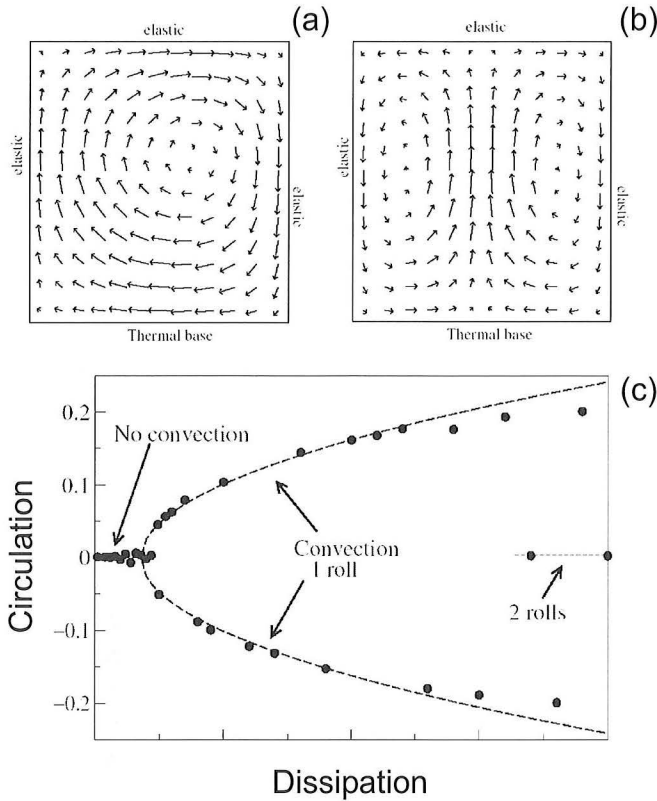 (a)
elastic
elastic
elastic
Thermal base
(b)
elastic
elastic
elastic
Thermal base
(c)
Circulation
0.2
0.1
0
−0.1
−0.2
No convection
Convection
1 roll
2 rolls
Dissipation